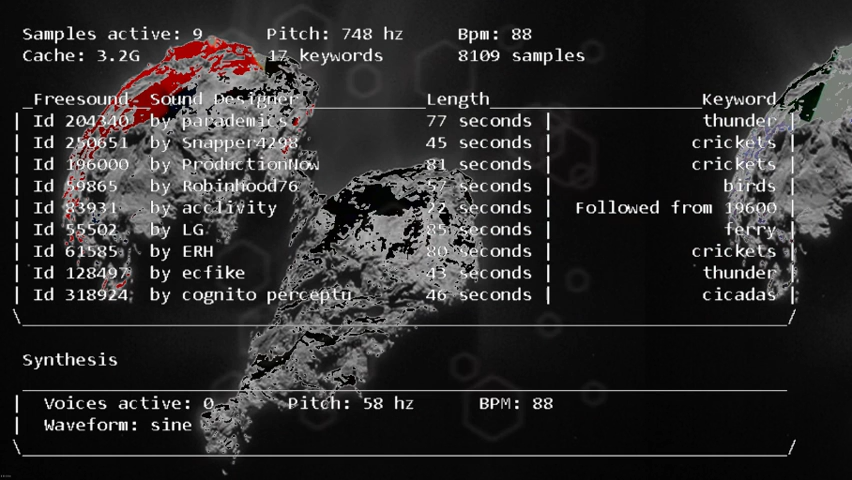 Samples active: 9 Pitch: 748 hz Bpm: 88
Cache: 3.2G 17 keywords 8109 samples
Freesound Sound Designer Length Keyword
Id 204340 by parademics 77 seconds thunder
Id 250651 by Snapper4298 45 seconds crickets
Id 196000 by ProductionNow 81 seconds crickets
Id 59865 by Robinhood76 57 seconds birds
Id 83931 by acclivity 22 seconds Followed from 19600
Id 55502 by LG 85 seconds ferry
Id 61585 by ERH 80 seconds crickets
Id 128497 by ecfike 43 seconds thunder
Id 318924 by cognito perceptu 46 seconds cicadas
Synthesis
Voices active: 0 Pitch: 58 hz BPM: 88
Waveform: sine